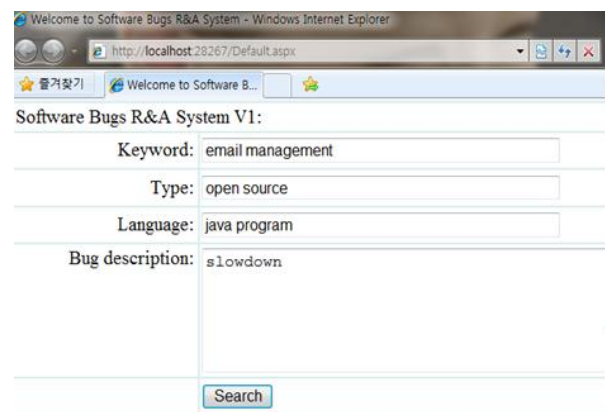 Welcome to Software Bugs R&A System - Windows Internet Explorer
http://localhost:28267/Default.aspx
즐겨찾기 Welcome to Software B...
Software Bugs R&A System V1:
Keyword: email management
Type: open source
Language: java program
Bug description: slowdown
Search